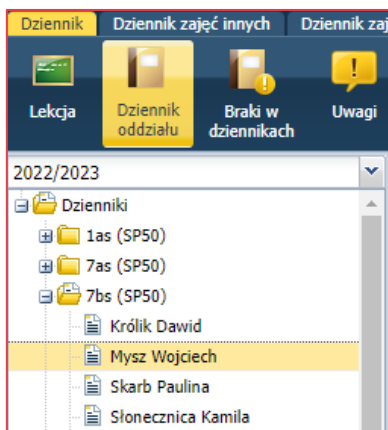 Dziennik Dziennik zajęć innych Dziennik zaj
Lekcja Dziennik oddziału Braki w dziennikach Uwagi
2022/2023
Dzienniki
1as (SP50)
7as (SP50)
7bs (SP50)
Królik Dawid
Mysz Wojciech
Skarb Paulina
Słonecznica Kamila